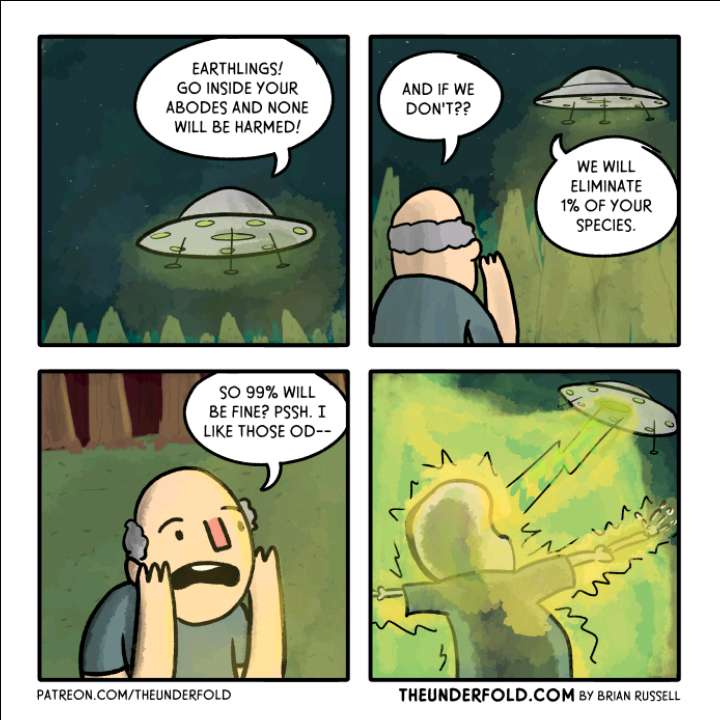 EARTHLINGS!
GO INSIDE YOUR
ABODES AND NONE
WILL BE HARMED!
AND IF WE
DON'T??
WE WILL
ELIMINATE
1% OF YOUR
SPECIES.
SO 99% WILL
BE FINE? PSSH. I
LIKE THOSE OD--
PATREON.COM/THEUNDERFOLD
THEUNDERFOLD.COM BY BRIAN RUSSELL